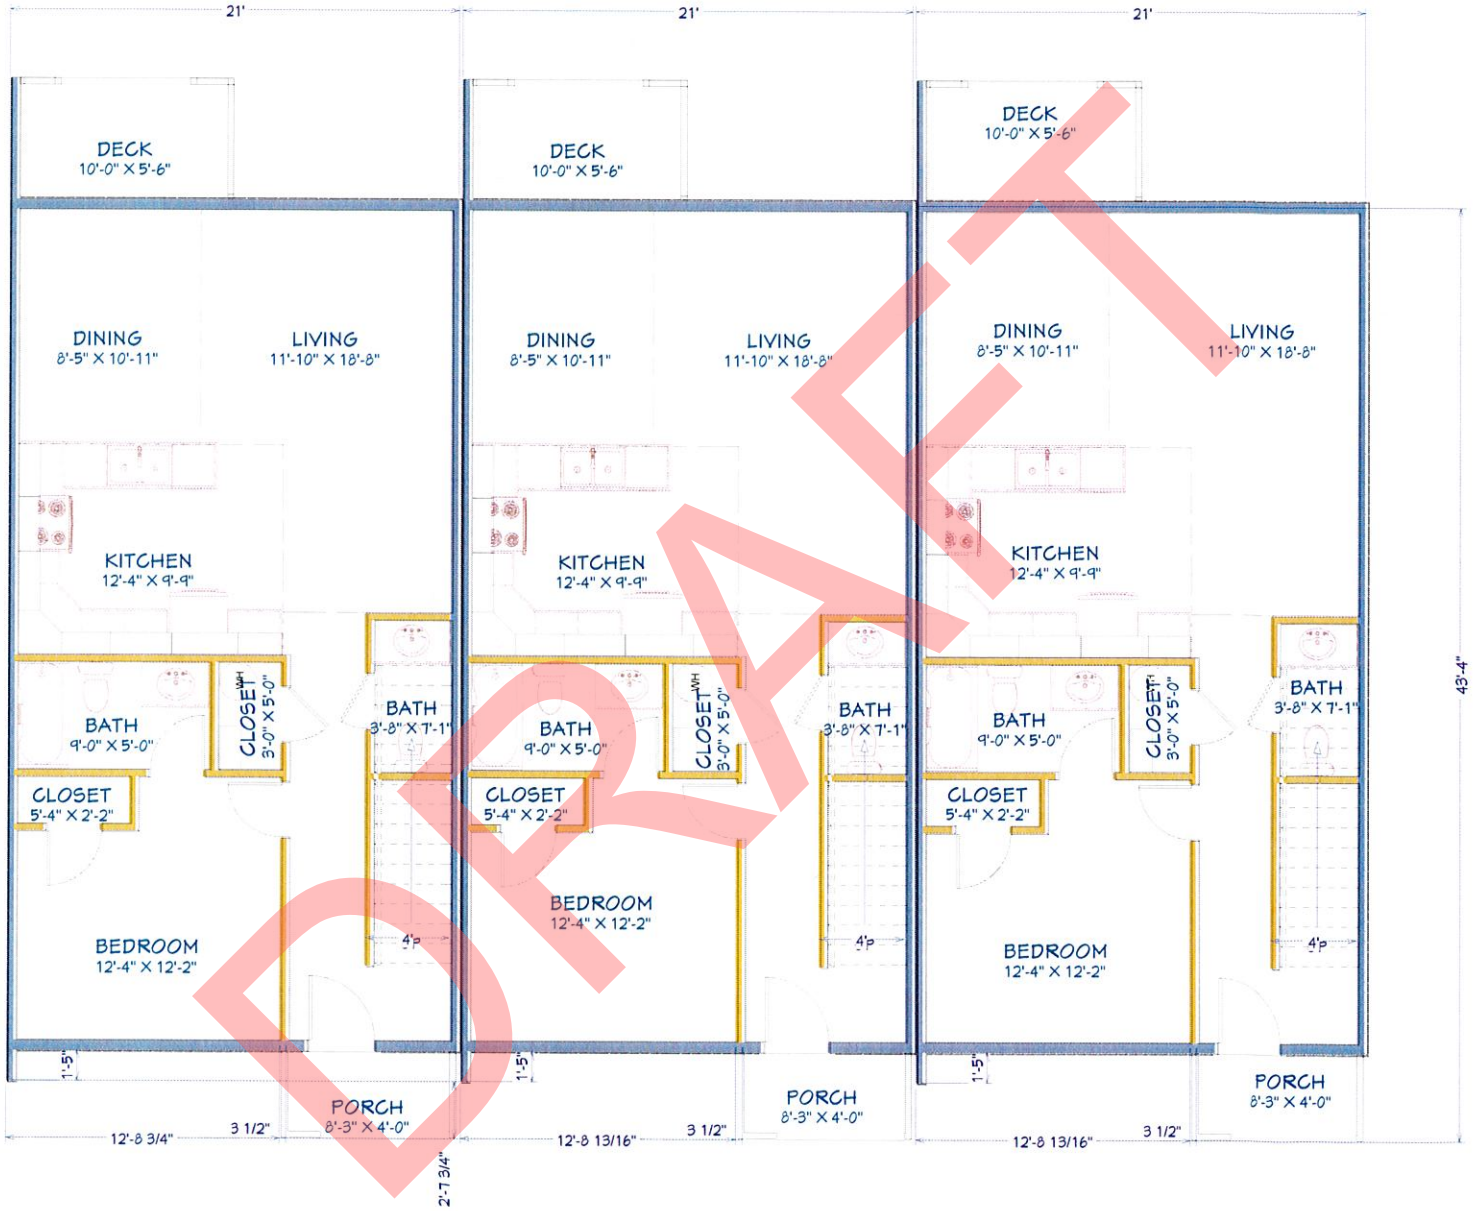 21'
21'
21'
DECK
10'-0" X 5'-6"
DECK
10'-0" X 5'-6"
DECK
10'-0" X 5'-6"
DINING
8'-5" X 10'-11"
LIVING
11'-10" X 18'-8"
DINING
8'-5" X 10'-11"
LIVING
11'-10" X 18'-8"
DINING
8'-5" X 10'-11"
LIVING
11'-10" X 18'-8"
KITCHEN
12'-4" X 9'-9"
KITCHEN
12'-4" X 9'-9"
KITCHEN
12'-4" X 9'-9"
43'-4"
BATH
9'-0" X 5'-0"
WH
CLOSET
3'-0" X 5'-0"
BATH
3'-8" X 7'-1"
BATH
9'-0" X 5'-0"
WH
CLOSET
3'-0" X 5'-0"
BATH
3'-8" X 7'-1"
BATH
9'-0" X 5'-0"
CLOSET
3'-0" X 5'-0"
BATH
3'-8" X 7'-1"
CLOSET
5'-4" X 2'-2"
CLOSET
5'-4" X 2'-2"
CLOSET
5'-4" X 2'-2"
BEDROOM
12'-4" X 12'-2"
BEDROOM
12'-4" X 12'-2"
BEDROOM
12'-4" X 12'-2"
1'-5"
1'-5"
1'-5"
PORCH
8'-3" X 4'-0"
PORCH
8'-3" X 4'-0"
PORCH
8'-3" X 4'-0"
12'-8 3/4"
3 1/2"
12'-8 13/16"
3 1/2"
12'-8 13/16"
3 1/2"
2'-7 3/4"
DRAFT